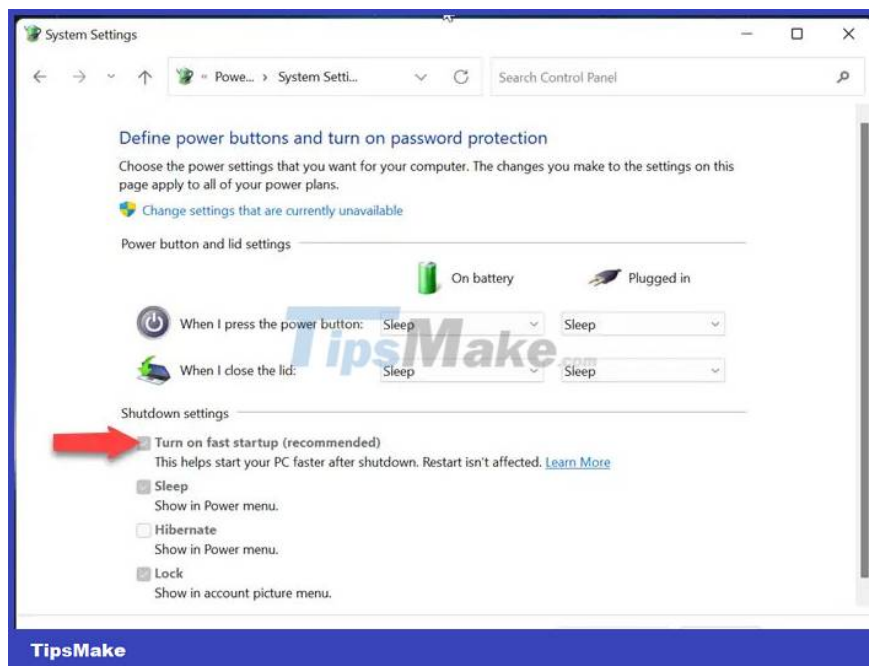 System Settings
« Powe... › System Setti...
Search Control Panel
Define power buttons and turn on password protection
Choose the power settings that you want for your computer. The changes you make to the settings on this
page apply to all of your power plans.
Change settings that are currently unavailable
Power button and lid settings
On battery
Plugged in
When I press the power button:
Sleep
Sleep
TipsMake.com
When I close the lid:
Sleep
Sleep
Shutdown settings
Turn on fast startup (recommended)
This helps start your PC faster after shutdown. Restart isn't affected. Learn More
Sleep
Show in Power menu.
Hibernate
Show in Power menu.
Lock
Show in account picture menu.
TipsMake